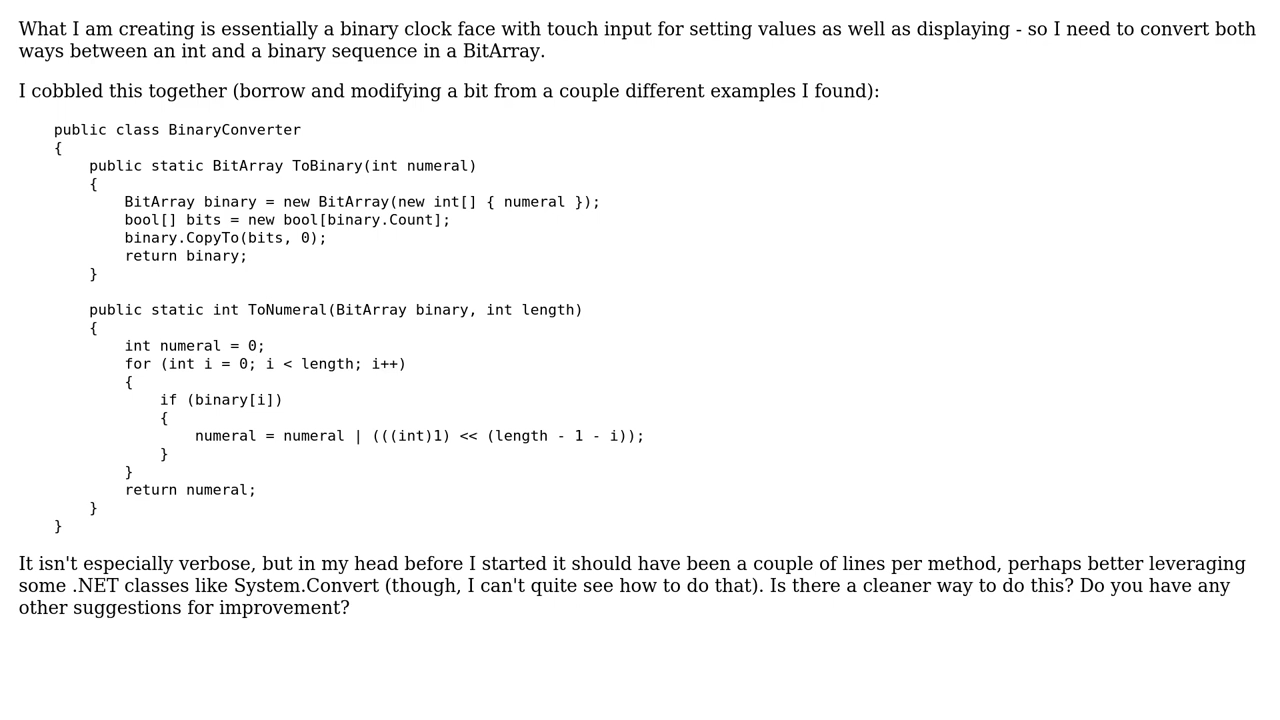 What I am creating is essentially a binary clock face with touch input for setting values as well as displaying - so I need to convert both
ways between an int and a binary sequence in a BitArray.
I cobbled this together (borrow and modifying a bit from a couple different examples I found):
public class BinaryConverter
{
public static BitArray ToBinary(int numeral)
{
BitArray binary = new BitArray(new int[] { numeral });
bool[] bits = new bool[binary.Count];
binary.CopyTo(bits, 0);
return binary;
}
public static int ToNumeral(BitArray binary, int length)
{
int numeral = 0;
for (int i = 0; i < length; i++)
{
if (binary[i])
{
numeral = numeral | (((int)1) << (length - 1 - i));
}
}
return numeral;
}
}
It isn't especially verbose, but in my head before I started it should have been a couple of lines per method, perhaps better leveraging
some .NET classes like System.Convert (though, I can't quite see how to do that). Is there a cleaner way to do this? Do you have any
other suggestions for improvement?